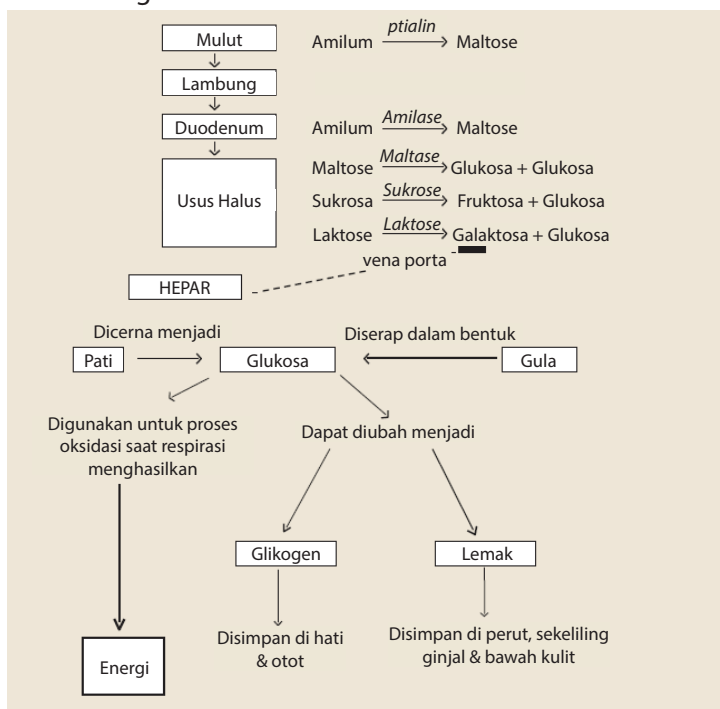 Mulut
Amilum ptialin Maltose
Lambung
Duodenum
Amilum Amilase Maltose
Usus Halus
Maltose Maltase Glukosa + Glukosa
Sukrosa Sukrose Fruktosa + Glukosa
Laktose Laktose Galaktosa + Glukosa
vena porta
HEPAR
Dicerna menjadi
Diserap dalam bentuk
Pati
Glukosa
Gula
Digunakan untuk proses
oksidasi saat respirasi
menghasilkan
Dapat diubah menjadi
Glikogen
Lemak
Disimpan di hati
& otot
Disimpan di perut, sekeliling
ginjal & bawah kulit
Energi